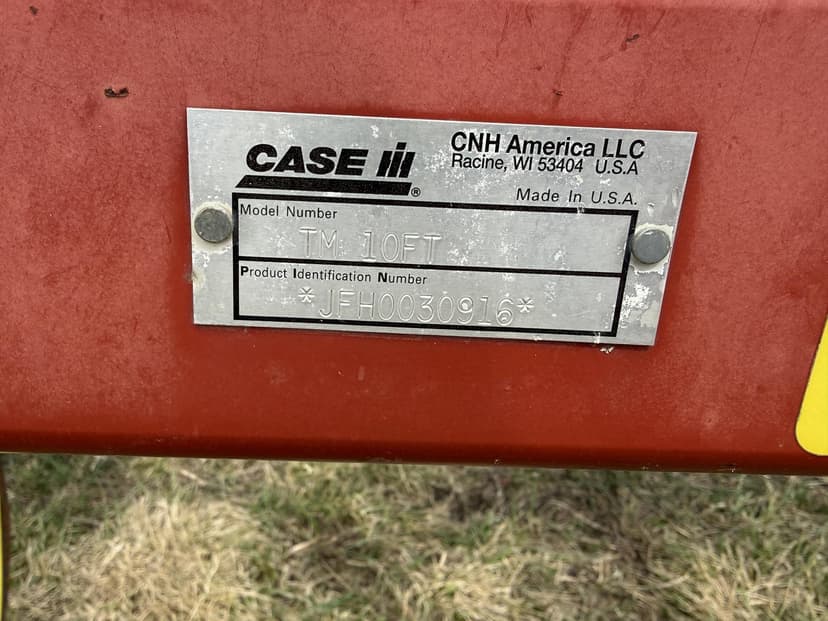 CASE IH®
CNH America LLC
Racine, WI 53404 U.S.A
Made In U.S.A.
Model Number
TM 10FT
Product Identification Number
*JFH0030916*